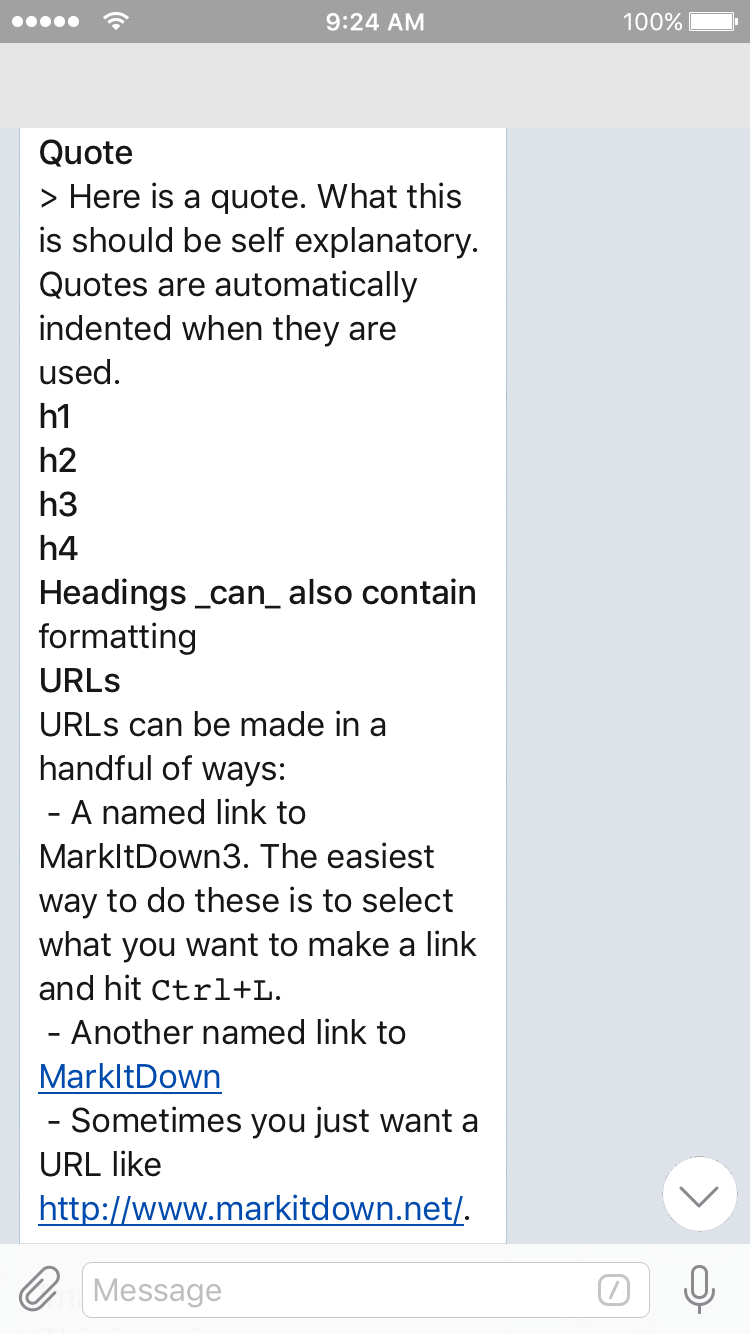 9:24 AM
100%
Quote
> Here is a quote. What this
is should be self explanatory.
Quotes are automatically
indented when they are
used.
h1
h2
h3
h4
Headings _can_ also contain
formatting
URLs
URLs can be made in a
handful of ways:
- A named link to
MarkItDown3. The easiest
way to do these is to select
what you want to make a link
and hit Ctrl+L.
- Another named link to
MarkItDown
- Sometimes you just want a
URL like
http://www.markitdown.net/.
Message